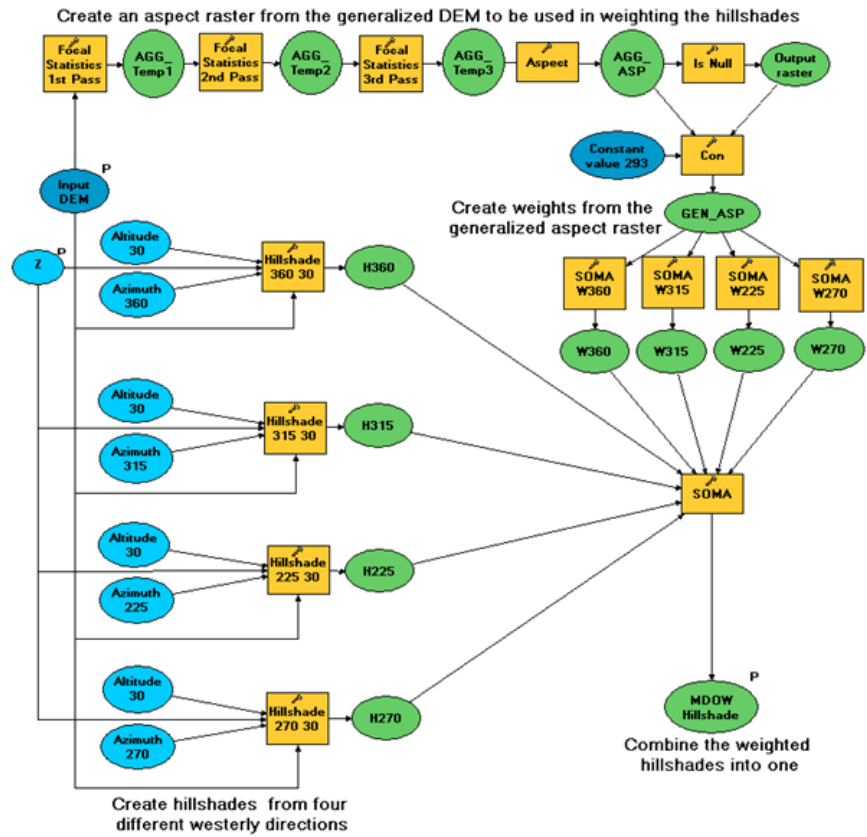 Create an aspect raster from the generalized DEM to be used in weighting the hillshades
Focal
Statistics
1st Pass
AGG_
Temp1
Focal
Statistics
2nd Pass
AGG_
Temp2
Focal
Statistics
3rd Pass
AGG_
Temp3
Aspect
AGG_
ASP
Is Null
Output
raster
Constant
value 293
Con
P
Input
DEM
Create weights from the
generalized aspect raster
GEN_ASP
P
Z
Altitude
30
Azimuth
360
Hillshade
360 30
H360
SOMA
W360
SOMA
W315
SOMA
W225
SOMA
W270
W360
W315
W225
W270
Altitude
30
Azimuth
315
Hillshade
315 30
H315
SOMA
Altitude
30
Azimuth
225
Hillshade
225 30
H225
Altitude
30
Azimuth
270
Hillshade
270 30
H270
P
MDOW
Hillshade
Combine the weighted
hillshades into one
Create hillshades from four
different westerly directions